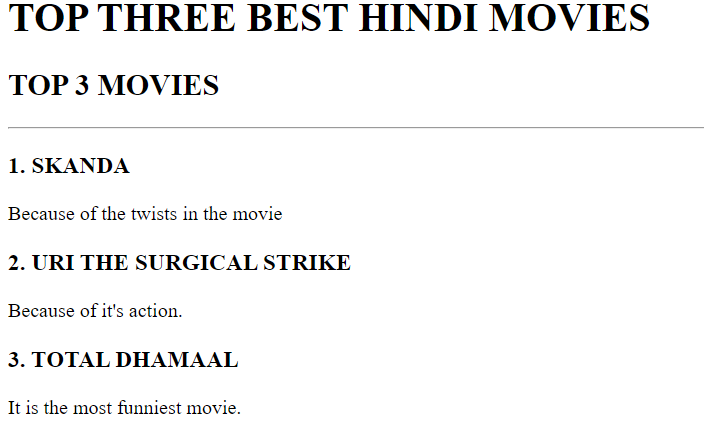 TOP THREE BEST HINDI MOVIES
TOP 3 MOVIES
1. SKANDA
Because of the twists in the movie
2. URI THE SURGICAL STRIKE
Because of it's action.
3. TOTAL DHAMAAL
It is the most funniest movie.